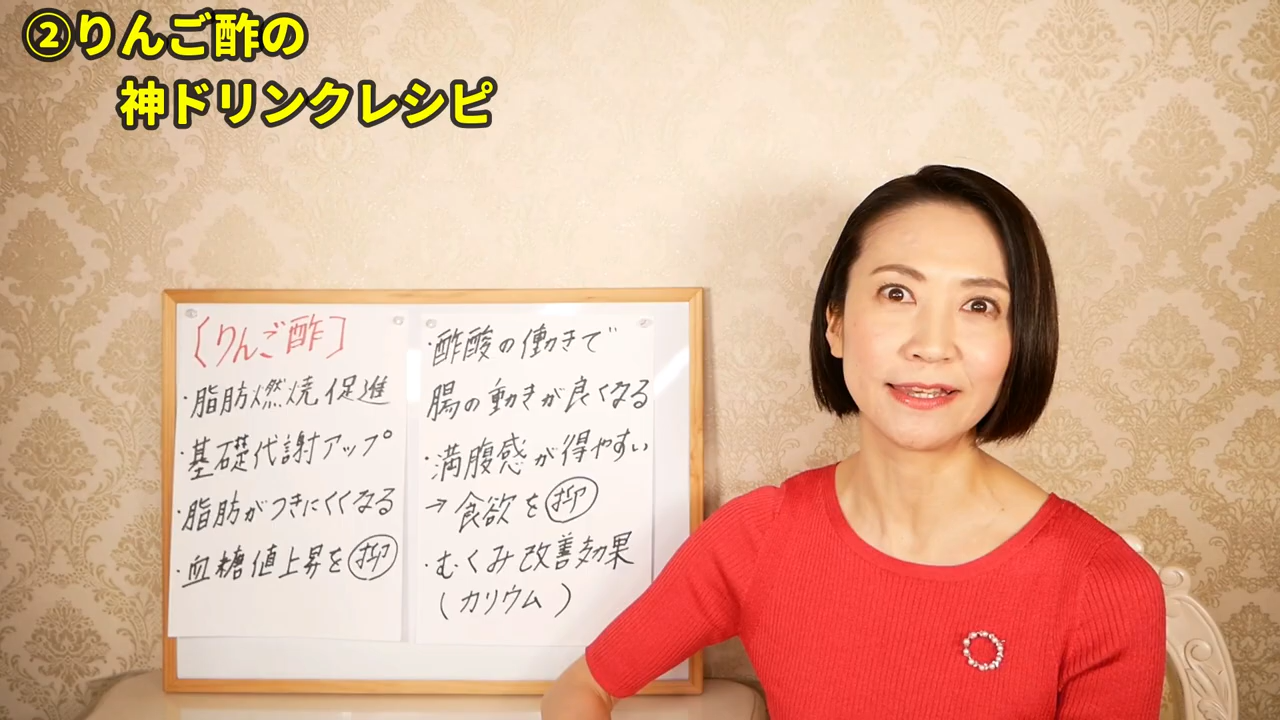 ②りんご酢の
神ドリンクレシピ
〔りんご酢〕
・脂肪燃焼促進
・基礎代謝アップ
・脂肪がつきにくくなる
・血糖値上昇を㊥抑
・酢酸の働きで
腸の動きが良くなる
・満腹感が得やすい
→食欲を抑
・むくみ改善効果
(カリウム)